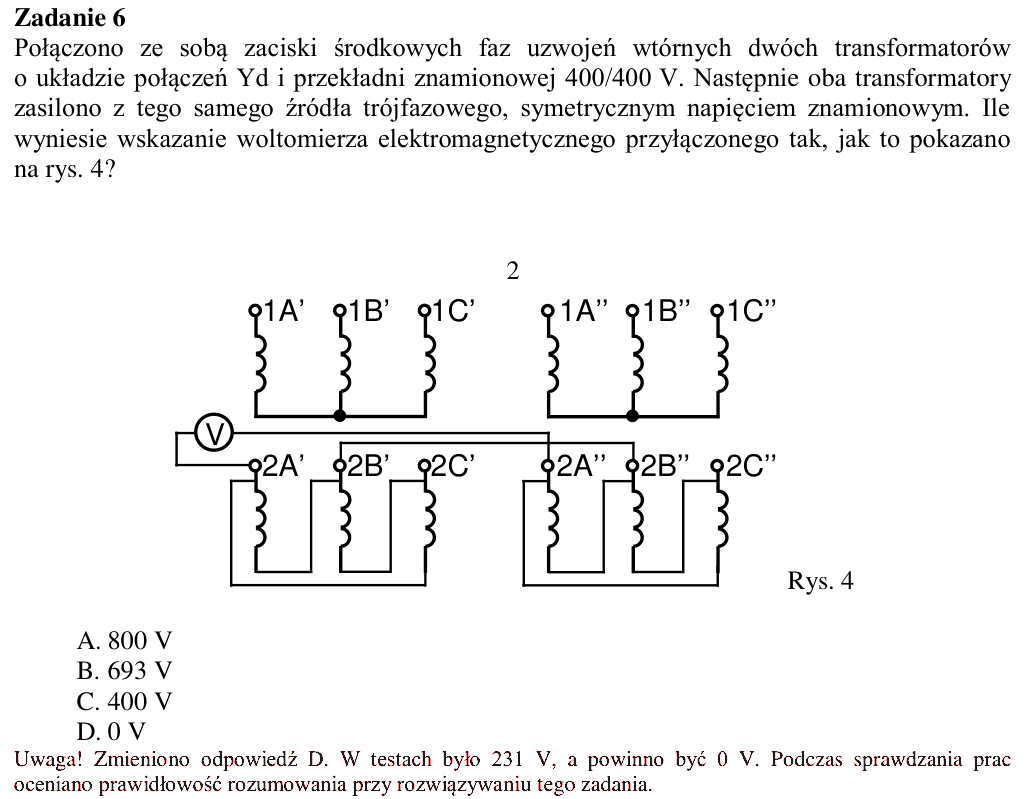 Zadanie 6
Połączono ze sobą zaciski środkowych faz uzwojeń wtórnych dwóch transformatorów
o układzie połączeń Yd i przekładni znamionowej 400/400 V. Następnie oba transformatory
zasilono z tego samego źródła trójfazowego, symetrycznym napięciem znamionowym. Ile
wyniesie wskazanie woltomierza elektromagnetycznego przyłączonego tak, jak to pokazano
na rys. 4?
2
1A' 1B' 1C' 1A'' 1B'' 1C''
V
2A' 2B' 2C' 2A'' 2B'' 2C''
Rys. 4
A. 800 V
B. 693 V
C. 400 V
D. 0 V
Uwaga! Zmieniono odpowiedź D. W testach było 231 V, a powinno być 0 V. Podczas sprawdzania prac
oceniano prawidłowość rozumowania przy rozwiązywaniu tego zadania.